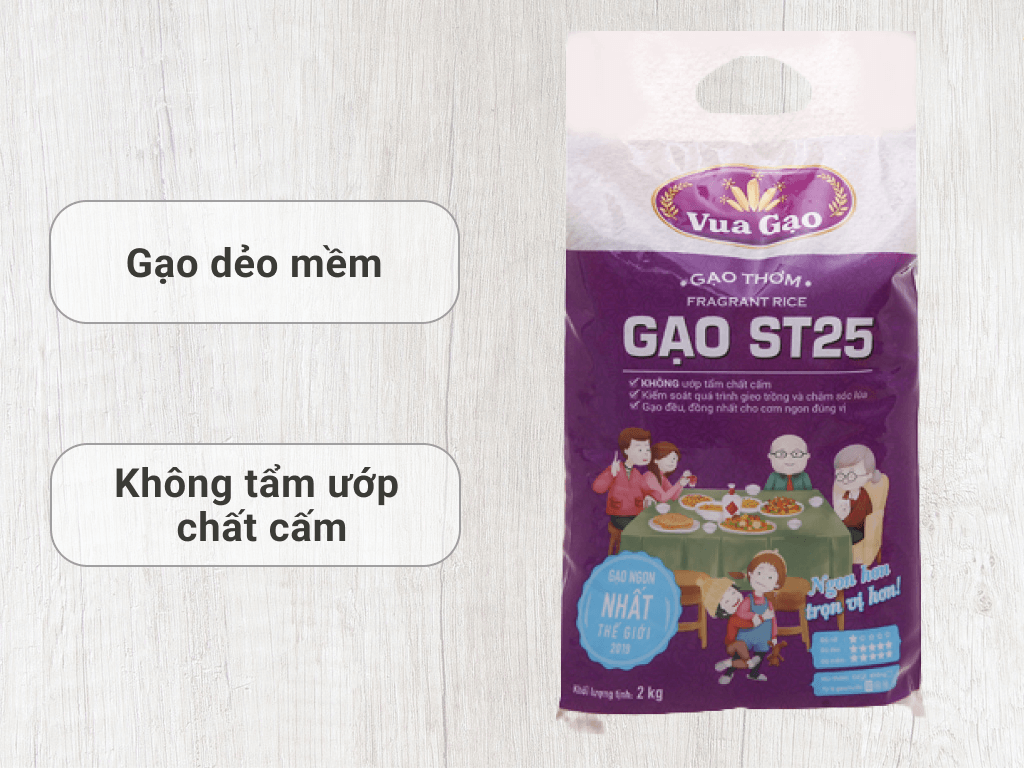 Gạo dẻo mềm
Không tẩm ướp
chất cấm
Vua Gạo
GẠO THƠM
FRAGRANT RICE
GẠO ST25
KHÔNG ướp tẩm chất cấm
Kiểm soát quá trình gieo trồng và chăm sóc lúa
Gạo đều, đồng nhất cho cơm ngon đúng vị
GẠO NGON
NHẤT
THẾ GIỚI
2019
Ngon hơn
trọn vị hơn!
Khối lượng tịnh: 2 kg